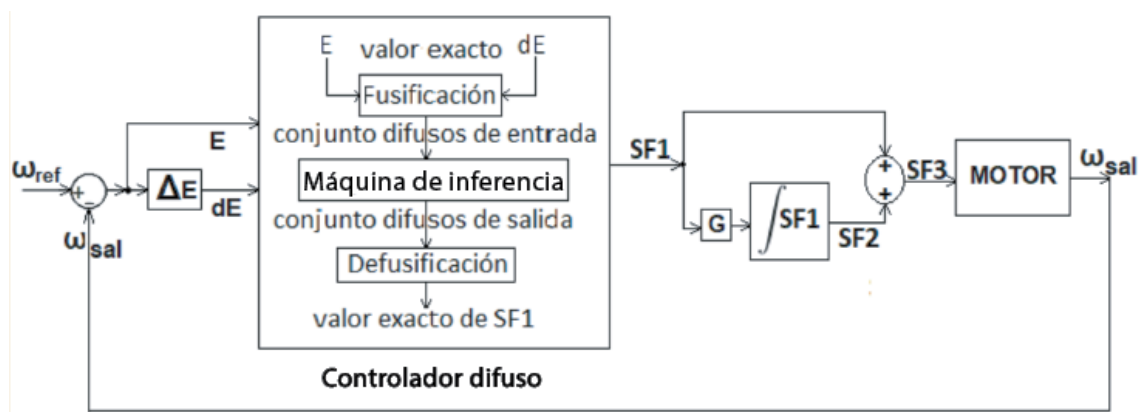 E valor exacto dE
Fusificación
conjunto difusos de entrada
Máquina de inferencia
conjunto difusos de salida
Defusificación
valor exacto de SF1
Controlador difuso
ωref
+
−
ωsal
E
ΔE
dE
SF1
G
∫SF1
SF2
+
+
SF3
MOTOR
ωsal